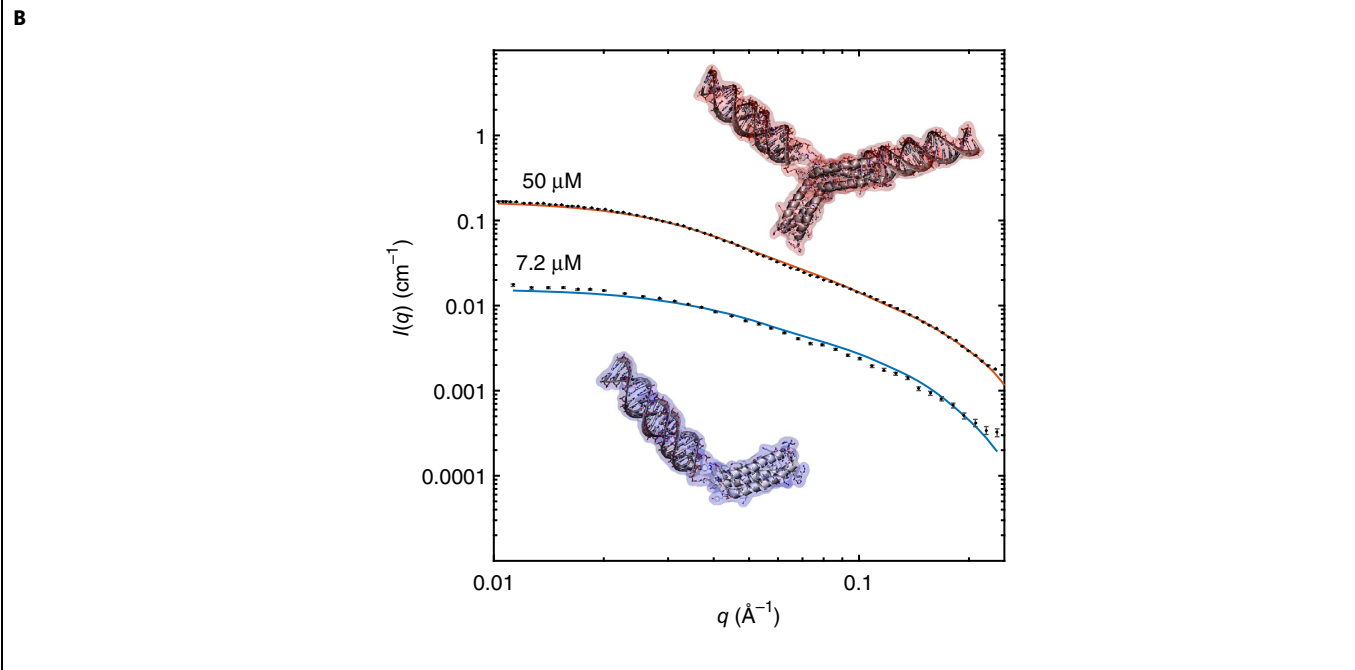 B
1
50 μM
0.1
7.2 μM
I(q) (cm⁻¹)
0.01
0.001
0.0001
0.01
0.1
q (Å⁻¹)